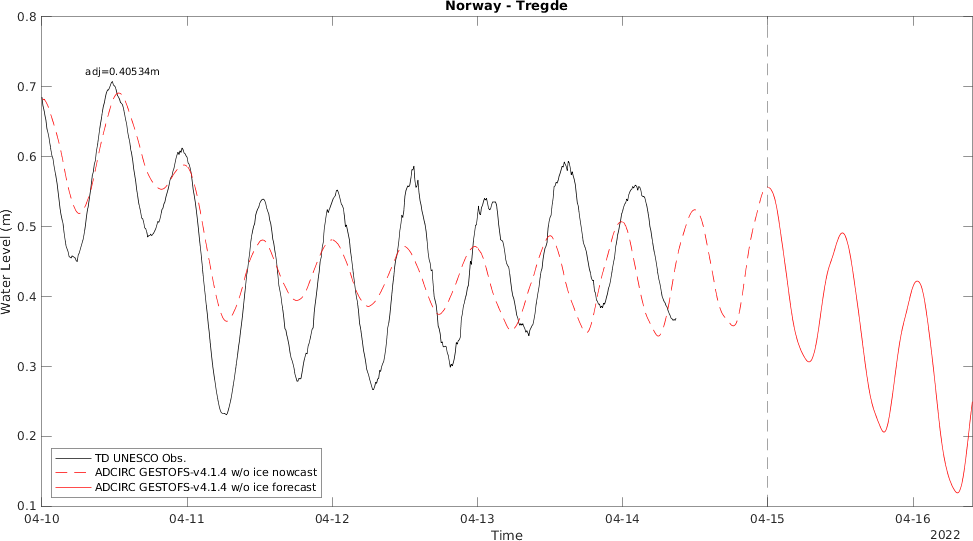 Norway - Tregde
0.8
0.7
0.6
0.5
0.4
0.3
0.2
0.1
Water Level (m)
adj=0.40534m
TD UNESCO Obs.
ADCIRC GESTOFS-v4.1.4 w/o ice nowcast
ADCIRC GESTOFS-v4.1.4 w/o ice forecast
04-10
04-11
04-12
04-13
04-14
04-15
04-16
Time
2022